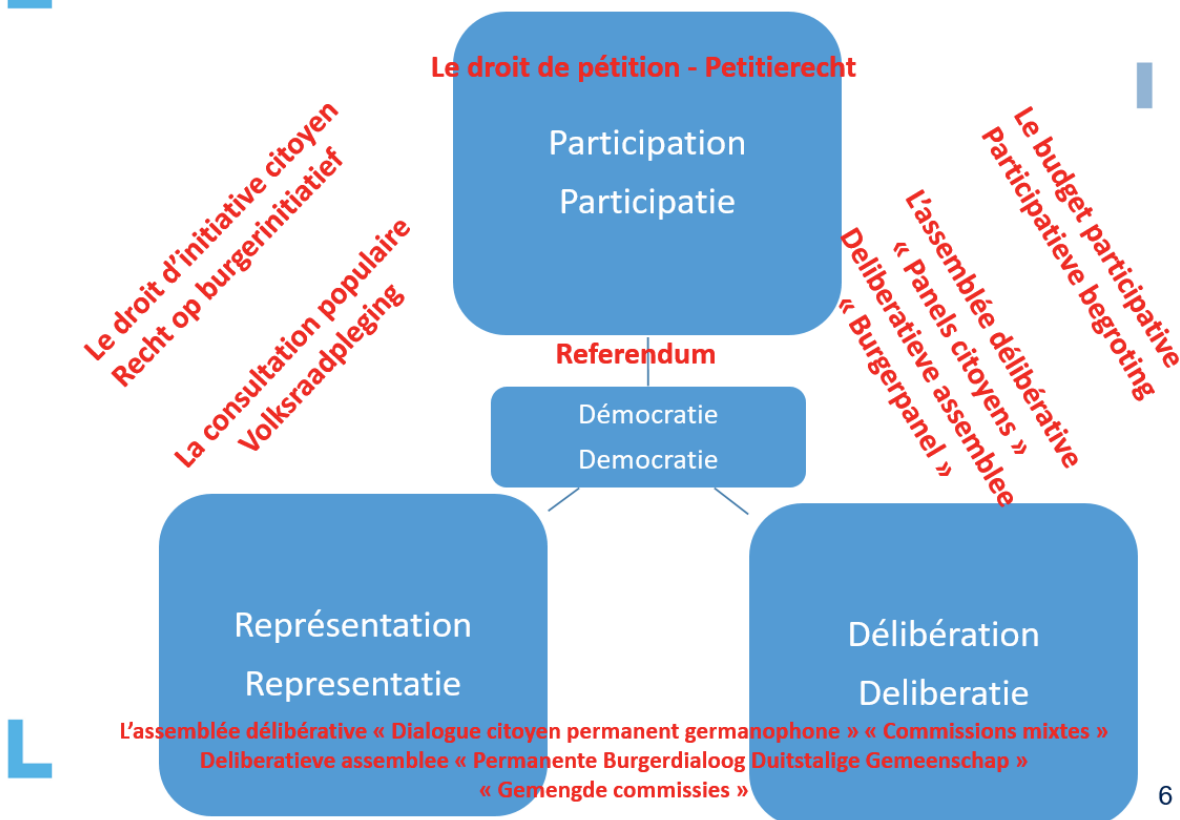 Le droit de pétition - Petitierecht
Participation
Participatie
Le droit d'initiative citoyen
Recht op burgerinitiatief
La consultation populaire
Volksraadpleging
Le budget participative
Participatieve begroting
L'assemblée délibérative
« Panels citoyens »
Deliberatieve assemblee
« Burgerpanel »
Referendum
Démocratie
Democratie
Représentation
Representatie
Délibération
Deliberatie
L'assemblée délibérative « Dialogue citoyen permanent germanophone » « Commissions mixtes »
Deliberatieve assemblee « Permanente Burgerdialoog Duitstalige Gemeenschap »
« Gemengde commissies »
6